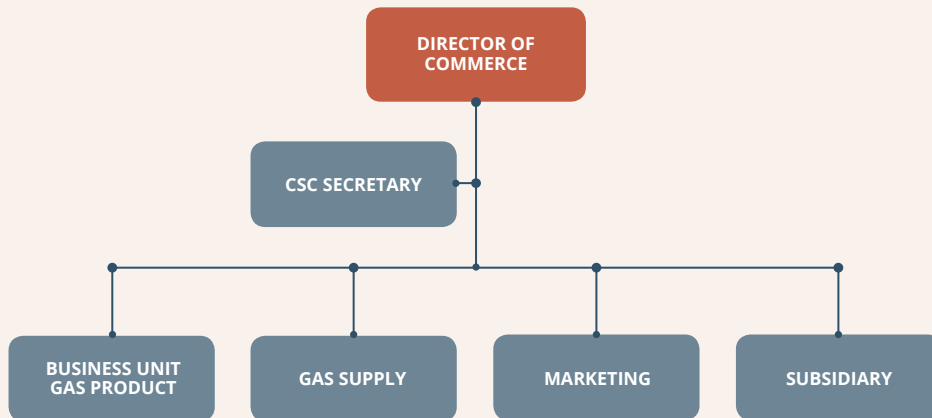 DIRECTOR OF
COMMERCE
CSC SECRETARY
BUSINESS UNIT
GAS PRODUCT
GAS SUPPLY
MARKETING
SUBSIDIARY